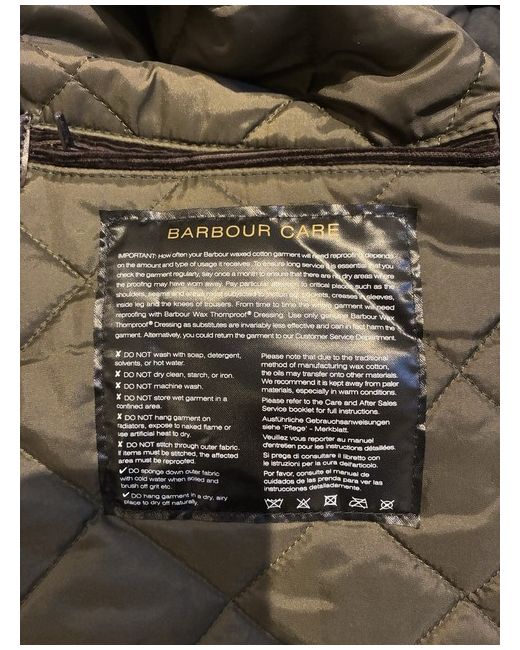 BARBOUR CARE
IMPORTANT: How often your Barbour waxed cotton garment will need reproofing depends
on the amount and type of usage it receives. To ensure long service it is essential that you
check the garment regularly, say once a month to ensure that there are no dry areas where
the proofing may have worn away. Pay particular attention to critical places such as the
shoulders, seams and areas most subject to pockets, creases in sleeves,
inside leg and the knees of trousers. From time to time the whole garment will need
reproofing with Barbour Wax Thornproof® Dressing. Use only genuine Barbour Wax
Thornproof® Dressing as substitutes are invariably less effective and can in fact harm the
garment. Alternatively, you could return the garment to our Customer Service Department.
✘ DO NOT wash with soap, detergent,
solvents, or hot water.
✘ DO NOT dry clean, starch, or iron.
✘ DO NOT machine wash.
✘ DO NOT store wet garment in a
confined area.
✘ DO NOT hang garment on
radiators, expose to naked flame or
use artificial heat to dry.
✘ DO NOT stitch through outer fabric.
If items must be stitched, the affected
area must be reproofed.
✓ DO sponge down outer fabric
with cold water when soiled and
brush off grit etc.
✓ DO hang garment in a dry, airy
place to dry off naturally.
Please note that due to the traditional
method of manufacturing wax cotton,
the oils may transfer onto other materials.
We recommend it is kept away from paler
materials, especially in warm conditions.
Please refer to the Care and After Sales
Service booklet for full instructions.
Ausführliche Gebrauchsanweisungen
siehe 'Pflege' - Merkblatt.
Veuillez vous reporter au manuel
d'entretien pour les instructions détaillées.
Si prega di consultare il libretto con
le istruzioni per la cura dell'articolo.
Por favor, consulte el manual de
cuidados de las prendas para ver las
instrucciones detalladamente.